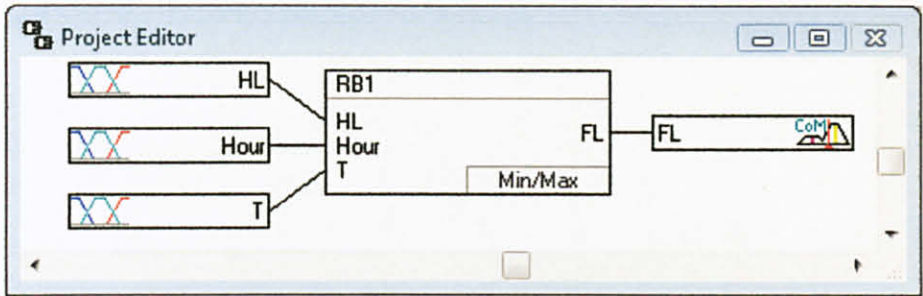 Project Editor
HL
Hour
T
RB1
HL
Hour
T
FL
Min/Max
FL
CoM